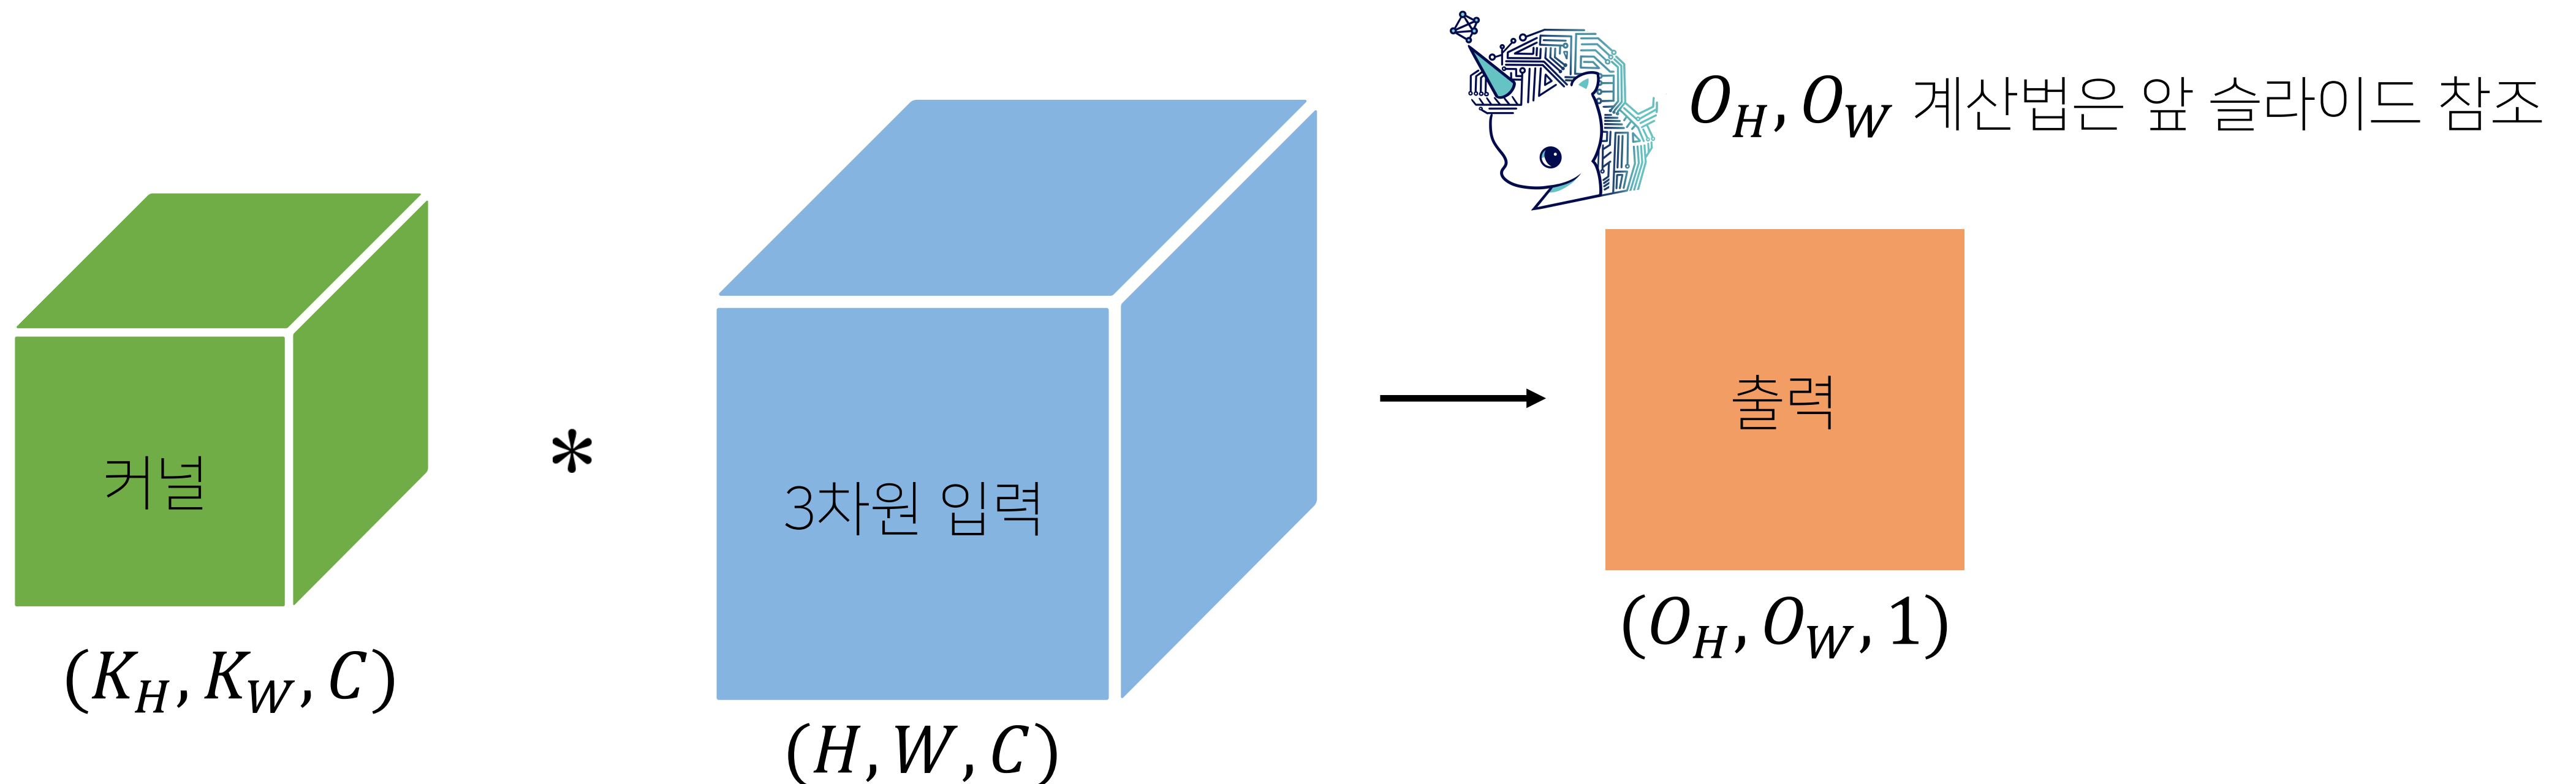 O_H, O_W 계산법은 앞 슬라이드 참조
커널
*
3차원 입력
출력
(K_H, K_W, C)
(H, W, C)
(O_H, O_W, 1)